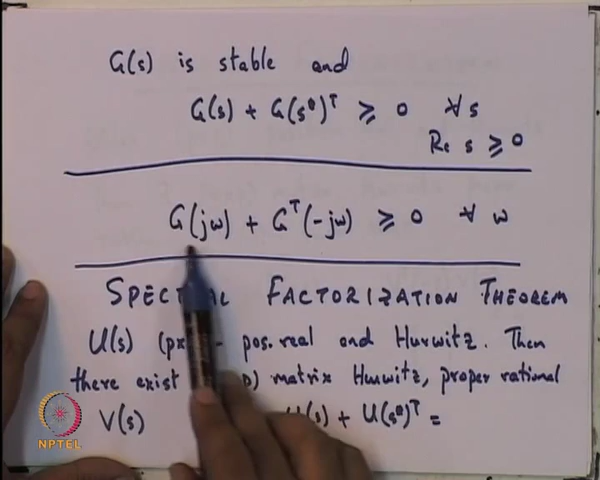 G(s) is stable and
G(s) + G(s*)ᵀ ≥ 0 ∀ s
Re s ≥ 0
G(jω) + Gᵀ(-jω) ≥ 0 ∀ ω
FACTORIZATION THEOREM
U(s) - pos. real and Hurwitz. Then
there exist matrix Hurwitz, proper rational
V(s) + U(s*)ᵀ =
NPTEL